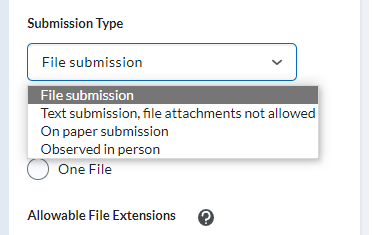 Submission Type
File submission
File submission
Text submission, file attachments not allowed
On paper submission
Observed in person
One File
Allowable File Extensions ?